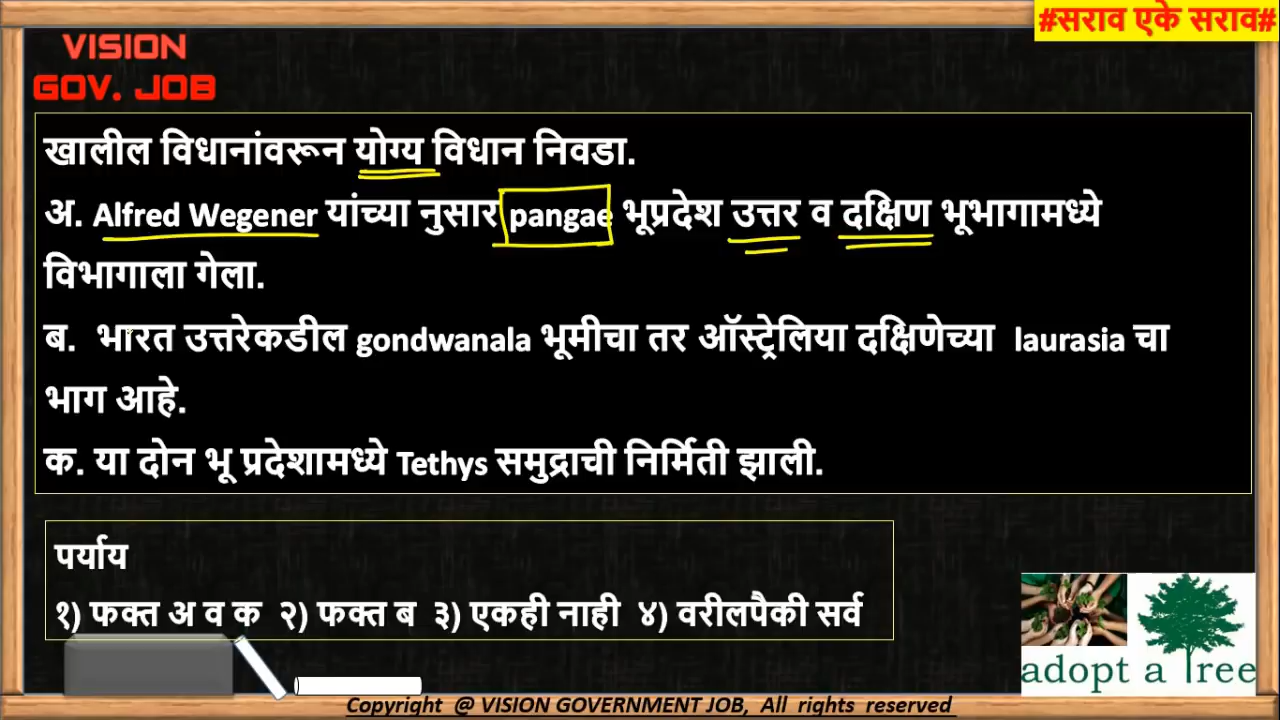 #सराव एके सराव#
VISION
GOV. JOB
खालील विधानांवरून योग्य विधान निवडा.
अ. Alfred Wegener यांच्या नुसार pangae भूप्रदेश उत्तर व दक्षिण भूभागामध्ये
विभागाला गेला.
ब. भारत उत्तरेकडील gondwanala भूमीचा तर ऑस्ट्रेलिया दक्षिणेच्या laurasia चा
भाग आहे.
क. या दोन भू प्रदेशामध्ये Tethys समुद्राची निर्मिती झाली.
पर्याय
१) फक्त अ व क २) फक्त ब ३) एकही नाही ४) वरीलपैकी सर्व
adopt a Tree
Copyright @ VISION GOVERNMENT JOB, All rights reserved